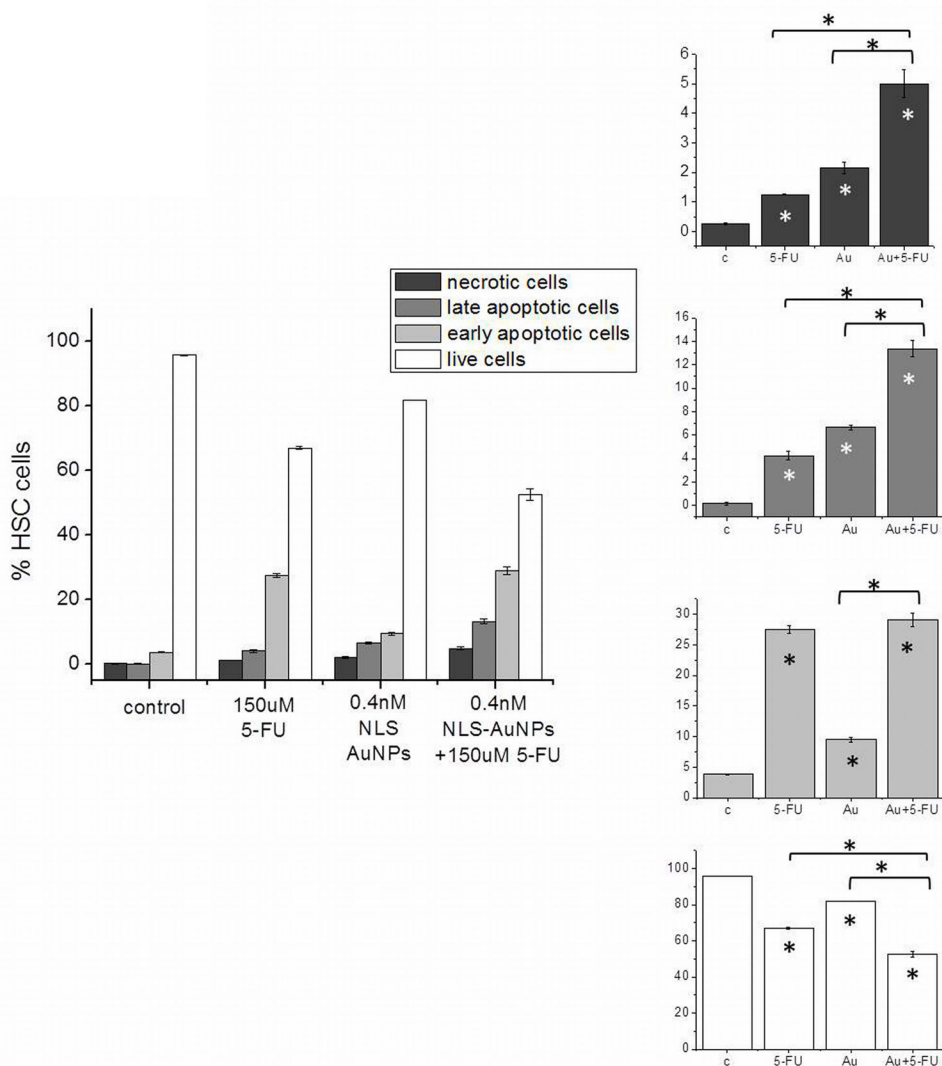 necrotic cells
late apoptotic cells
early apoptotic cells
live cells
% HSC cells
100
80
60
40
20
0
control
150uM
5-FU
0.4nM
NLS
AuNPs
0.4nM
NLS-AuNPs
+150uM 5-FU
*
*
6
5
4
3
2
1
0
*
*
*
c
5-FU
Au
Au+5-FU
*
*
16
14
12
10
8
6
4
2
0
*
*
*
c
5-FU
Au
Au+5-FU
*
30
25
20
15
10
5
0
*
*
*
c
5-FU
Au
Au+5-FU
*
*
100
80
60
40
20
0
*
*
*
c
5-FU
Au
Au+5-FU